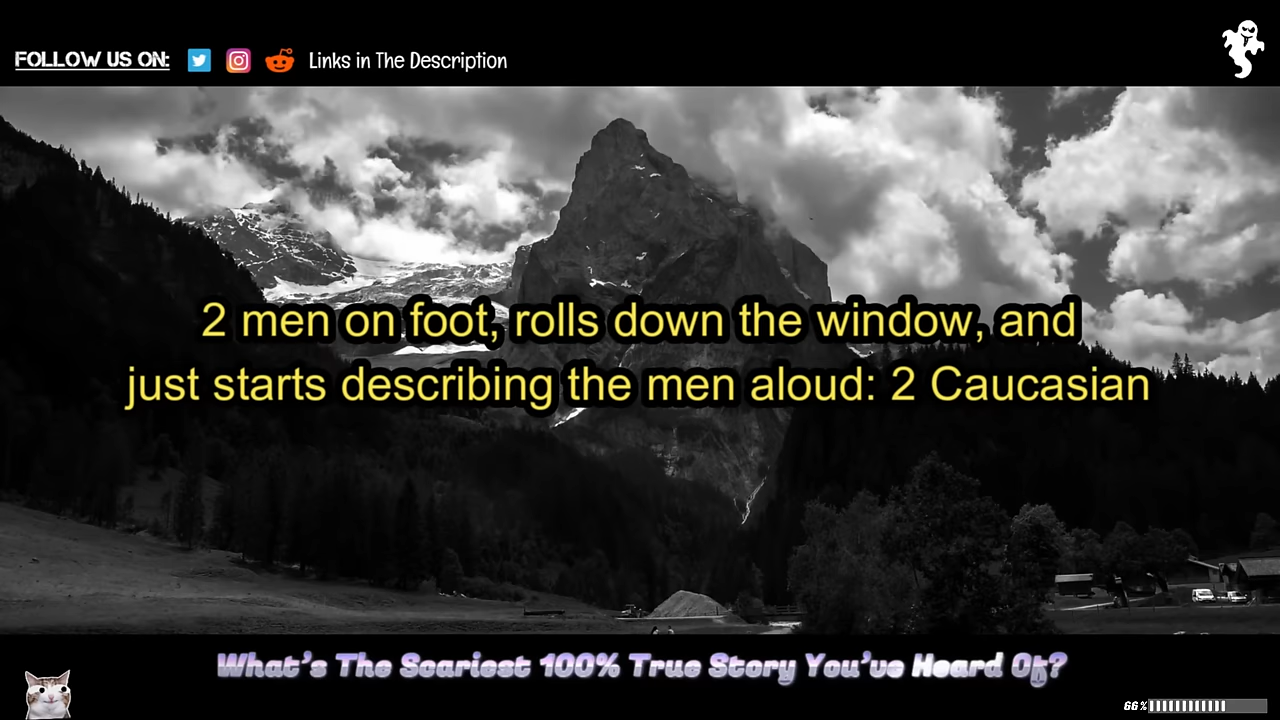 FOLLOW US ON:
Links in The Description
2 men on foot, rolls down the window, and
just starts describing the men aloud: 2 Caucasian
What's The Scariest 100% True Story You've Heard Of?
66%